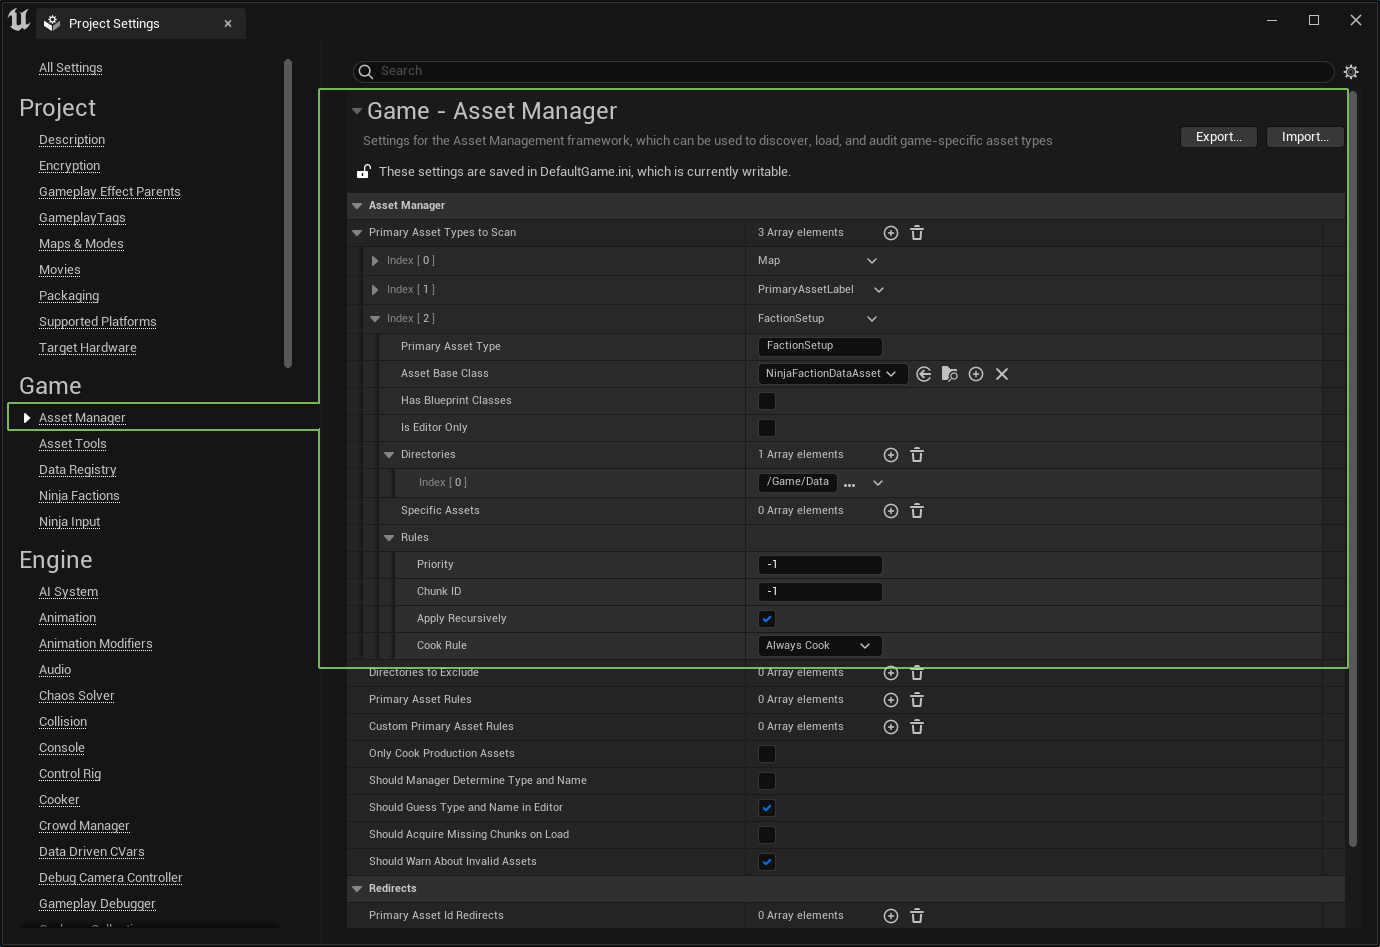 Project Settings
All Settings
Project
Description
Encryption
Gameplay Effect Parents
GameplayTags
Maps & Modes
Movies
Packaging
Supported Platforms
Target Hardware
Game
Asset Manager
Asset Tools
Data Registry
Ninja Factions
Ninja Input
Engine
AI System
Animation
Animation Modifiers
Audio
Chaos Solver
Collision
Console
Control Rig
Cooker
Crowd Manager
Data Driven CVars
Debug Camera Controller
Gameplay Debugger
Search
Game - Asset Manager
Settings for the Asset Management framework, which can be used to discover, load, and audit game-specific asset types
Export...
Import...
These settings are saved in DefaultGame.ini, which is currently writable.
Asset Manager
Primary Asset Types to Scan 3 Array elements
Index [ 0 ] Map
Index [ 1 ] PrimaryAssetLabel
Index [ 2 ] FactionSetup
Primary Asset Type FactionSetup
Asset Base Class NinjaFactionDataAsset
Has Blueprint Classes
Is Editor Only
Directories 1 Array elements
Index [ 0 ] /Game/Data ...
Specific Assets 0 Array elements
Rules
Priority -1
Chunk ID -1
Apply Recursively
Cook Rule Always Cook
Directories to Exclude 0 Array elements
Primary Asset Rules 0 Array elements
Custom Primary Asset Rules 0 Array elements
Only Cook Production Assets
Should Manager Determine Type and Name
Should Guess Type and Name in Editor
Should Acquire Missing Chunks on Load
Should Warn About Invalid Assets
Redirects
Primary Asset Id Redirects 0 Array elements